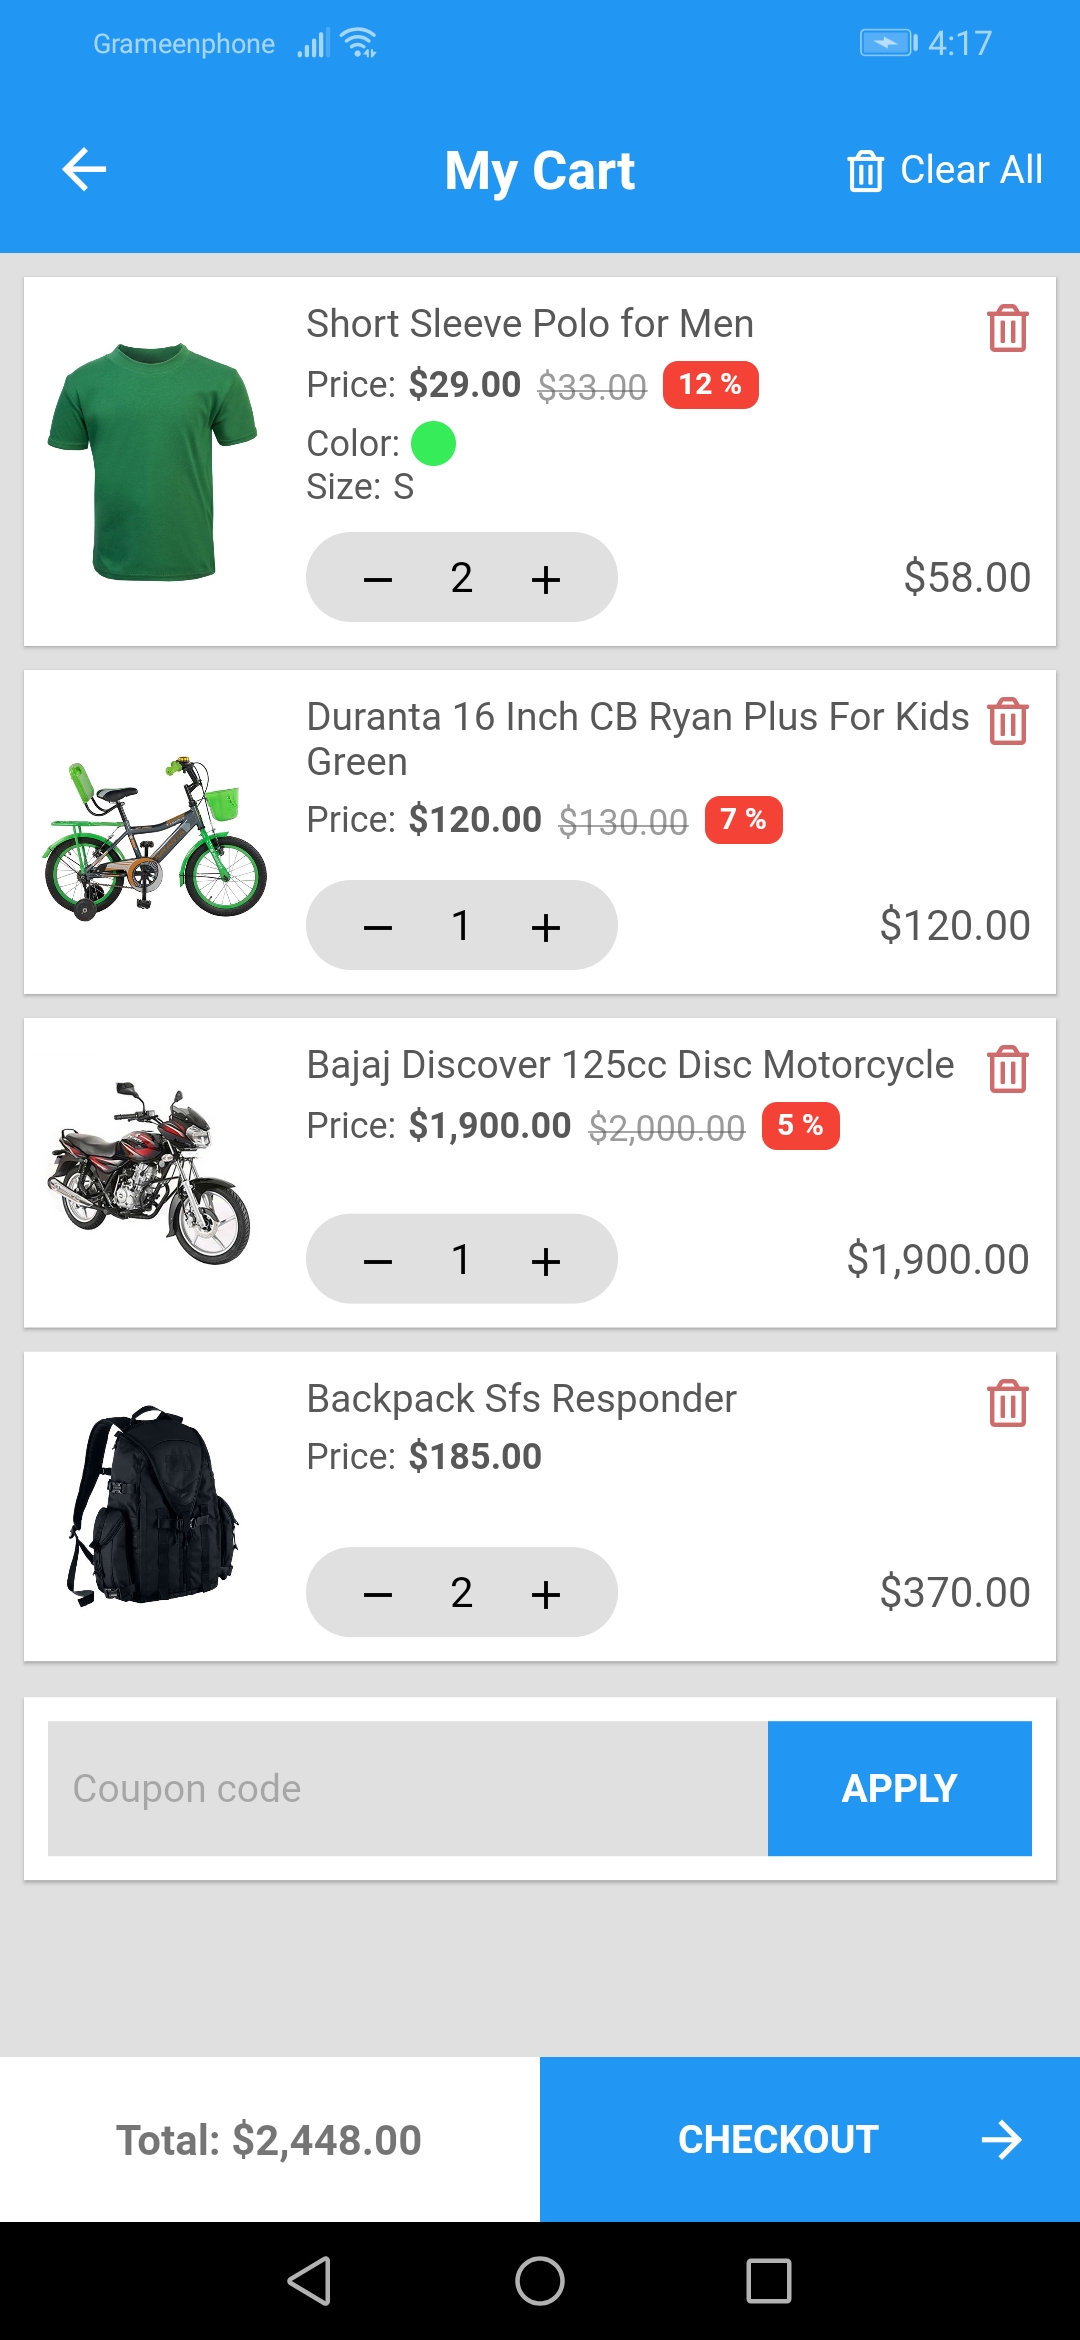 Grameenphone 4:17
My Cart Clear All
Short Sleeve Polo for Men
Price: $29.00 $33.00 12 %
Color:
Size: S
2 $58.00
Duranta 16 Inch CB Ryan Plus For Kids
Green
Price: $120.00 $130.00 7 %
1 $120.00
Bajaj Discover 125cc Disc Motorcycle
Price: $1,900.00 $2,000.00 5 %
1 $1,900.00
Backpack Sfs Responder
Price: $185.00
2 $370.00
Coupon code APPLY
Total: $2,448.00 CHECKOUT